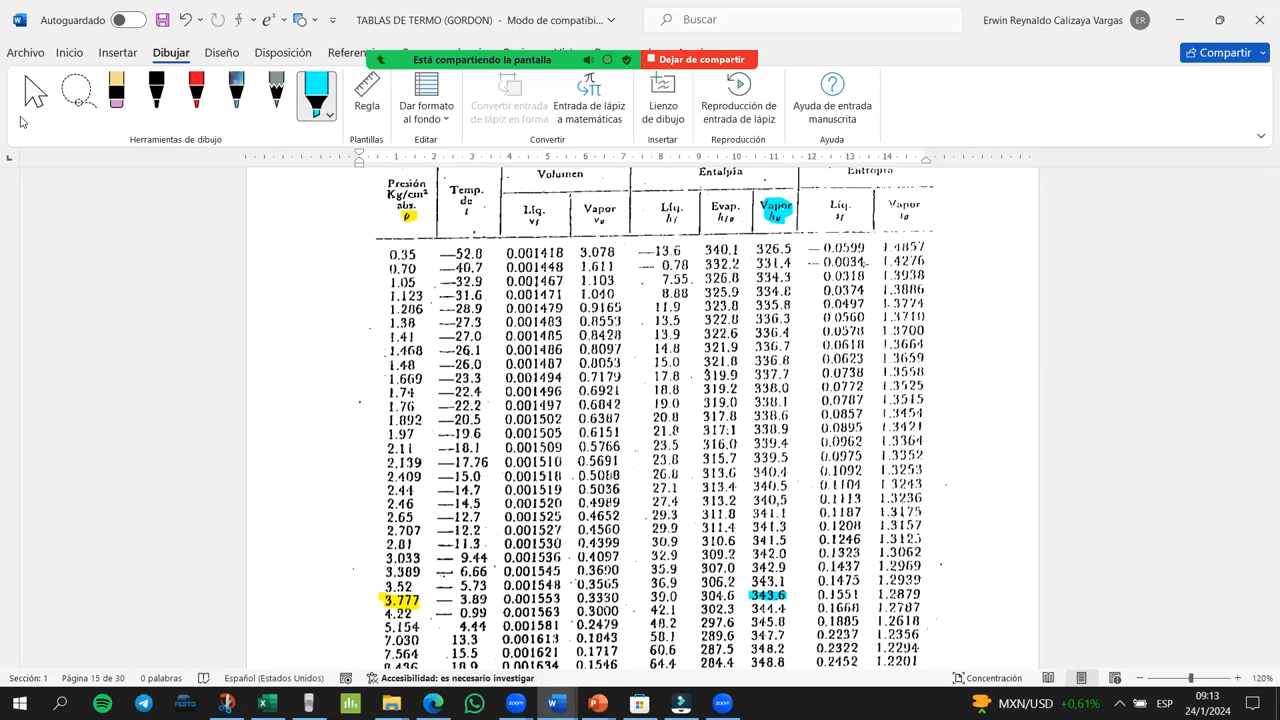 Autoguardado
TABLAS DE TERMO (GORDON) - Modo de compatibi...
Buscar
Erwin Reynaldo Calizaya Vargas
ER
Archivo Inicio Insertar Dibujar Diseño Disposición
Compartir
Está compartiendo la pantalla
Dejar de compartir
Regla
Dar formato al fondo
Convertir entrada de lápiz en forma
Entrada de lápiz a matemáticas
Lienzo de dibujo
Reproducción de entrada de lápiz
Ayuda de entrada manuscrita
Herramientas de dibujo
Plantillas
Editar
Convertir
Insertar
Reproducción
Ayuda
1 2 3 4 5 6 7 8 9 10 11 12 13 14
Volumen Entalpía Entropía
Presión Kg/cm² abs. p
Temp. de t
Líq. vf
Vapor vg
Líq. hf
Evap. hfg
Vapor hg
Líq. sf
Vapor sg
0.35 —52.8 0.001418 3.078 —13.6 340.1 326.5 —0.0599 1.4857
0.70 —40.7 0.001448 1.611 — 0.78 332.2 331.4 —0.0034 1.4276
1.05 —32.9 0.001467 1.103 7.55 326.8 334.3 0.0318 1.3938
1.123 —31.6 0.001471 1.040 8.88 325.9 334.8 0.0374 1.3886
1.286 —28.9 0.001479 0.9165 11.9 323.8 335.8 0.0497 1.3774
1.38 —27.3 0.001483 0.8553 13.5 322.8 336.3 0.0560 1.3710
1.41 —27.0 0.001485 0.8428 13.9 322.6 336.4 0.0578 1.3700
1.468 —26.1 0.001486 0.8097 14.8 321.9 336.7 0.0618 1.3664
1.48 —26.0 0.001487 0.8053 15.0 321.8 336.8 0.0623 1.3659
1.669 —23.3 0.001494 0.7179 17.8 319.9 337.7 0.0738 1.3558
1.74 —22.4 0.001496 0.6921 18.8 319.2 338.0 0.0772 1.3525
1.76 —22.2 0.001497 0.6842 19.0 319.0 338.1 0.0787 1.3515
1.892 —20.5 0.001502 0.6387 20.8 317.8 338.6 0.0857 1.3454
1.97 —19.6 0.001505 0.6151 21.8 317.1 338.9 0.0895 1.3421
2.11 —18.1 0.001509 0.5766 23.5 316.0 339.4 0.0962 1.3364
2.139 —17.76 0.001510 0.5691 23.8 315.7 339.5 0.0975 1.3352
2.409 —15.0 0.001518 0.5088 26.8 313.6 340.4 0.1092 1.3253
2.44 —14.7 0.001519 0.5036 27.1 313.4 340.5 0.1104 1.3243
2.46 —14.5 0.001520 0.4989 27.4 313.2 340.5 0.1113 1.3236
2.65 —12.7 0.001525 0.4652 29.3 311.8 341.1 0.1187 1.3175
2.707 —12.2 0.001527 0.4560 29.9 311.4 341.3 0.1208 1.3157
2.81 —11.3 0.001530 0.4399 30.9 310.6 341.5 0.1246 1.3125
3.033 — 9.44 0.001536 0.4097 32.9 309.2 342.0 0.1323 1.3062
3.389 — 6.66 0.001545 0.3690 35.9 307.0 342.9 0.1437 1.2969
3.52 — 5.73 0.001548 0.3565 36.9 306.2 343.1 0.1475 1.2939
3.777 — 3.89 0.001553 0.3330 39.0 304.6 343.6 0.1551 1.2879
4.22 — 0.99 0.001563 0.3000 42.1 302.3 344.4 0.1668 1.2787
5.154 4.44 0.001581 0.2479 48.2 297.6 345.8 0.1885 1.2618
7.030 13.3 0.001613 0.1843 58.1 289.6 347.7 0.2237 1.2356
7.564 15.5 0.001621 0.1717 60.6 287.5 348.2 0.2322 1.2294
8.436 18.9 0.001634 0.1546 64.4 284.4 348.8 0.2452 1.2201
Sección: 1 Página 15 de 30 0 palabras Español (Estados Unidos) Accesibilidad: es necesario investigar Concentración 120%
MXN/USD +0,61% ESP
09:13
24/1/2024